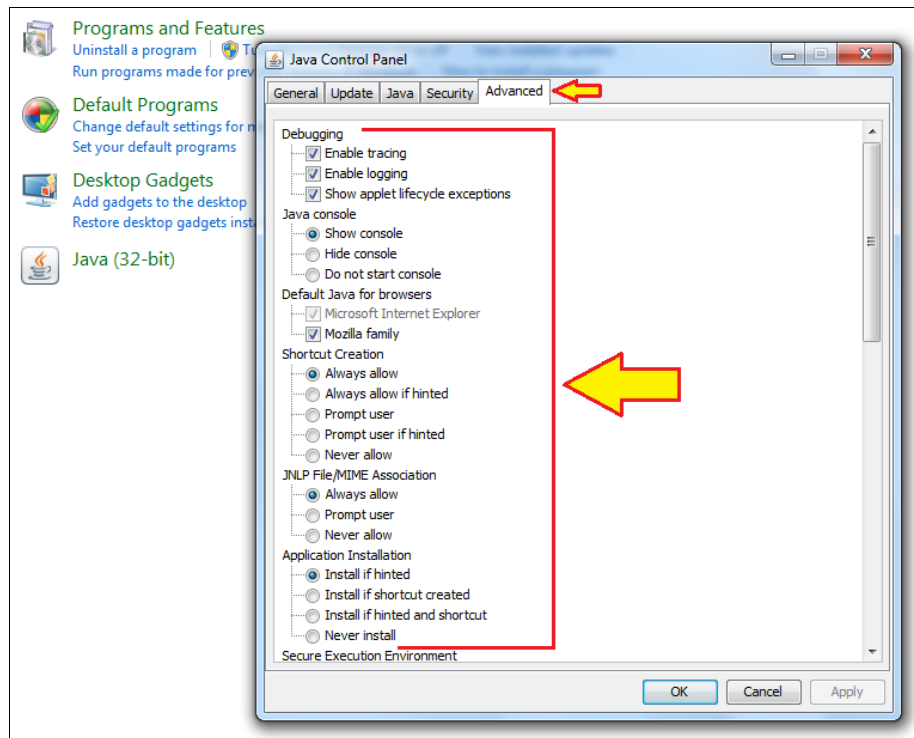 Programs and Features
Uninstall a program
Run programs made for prev
Default Programs
Change default settings for m
Set your default programs
Desktop Gadgets
Add gadgets to the desktop
Restore desktop gadgets inst
Java (32-bit)
Java Control Panel
General Update Java Security Advanced
Debugging
Enable tracing
Enable logging
Show applet lifecycle exceptions
Java console
Show console
Hide console
Do not start console
Default Java for browsers
Microsoft Internet Explorer
Mozilla family
Shortcut Creation
Always allow
Always allow if hinted
Prompt user
Prompt user if hinted
Never allow
JNLP File/MIME Association
Always allow
Prompt user
Never allow
Application Installation
Install if hinted
Install if shortcut created
Install if hinted and shortcut
Never install
Secure Execution Environment
OK Cancel Apply